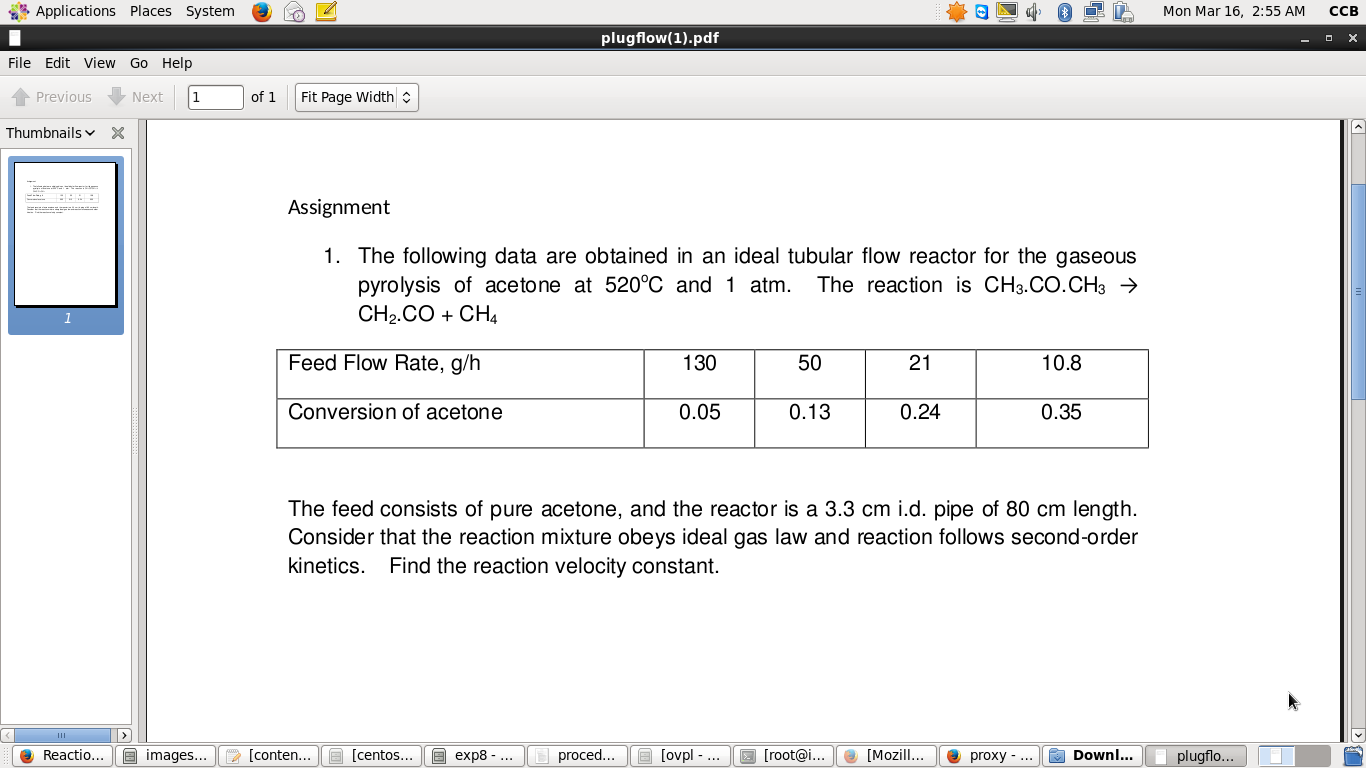 Applications Places System Mon Mar 16, 2:55 AM CCB
plugflow(1).pdf
File Edit View Go Help
Previous Next 1 of 1 Fit Page Width
Thumbnails
1
Assignment
1. The following data are obtained in an ideal tubular flow reactor for the gaseous
pyrolysis of acetone at 520⁰C and 1 atm. The reaction is CH₃.CO.CH₃ →
CH₂.CO + CH₄
Feed Flow Rate, g/h 130 50 21 10.8
Conversion of acetone 0.05 0.13 0.24 0.35
The feed consists of pure acetone, and the reactor is a 3.3 cm i.d. pipe of 80 cm length.
Consider that the reaction mixture obeys ideal gas law and reaction follows second-order
kinetics. Find the reaction velocity constant.
Reactio... images... [conten... [centos... exp8 - ... proced... [ovpl - ... [root@i... [Mozill... proxy - ... Downl... plugflo...